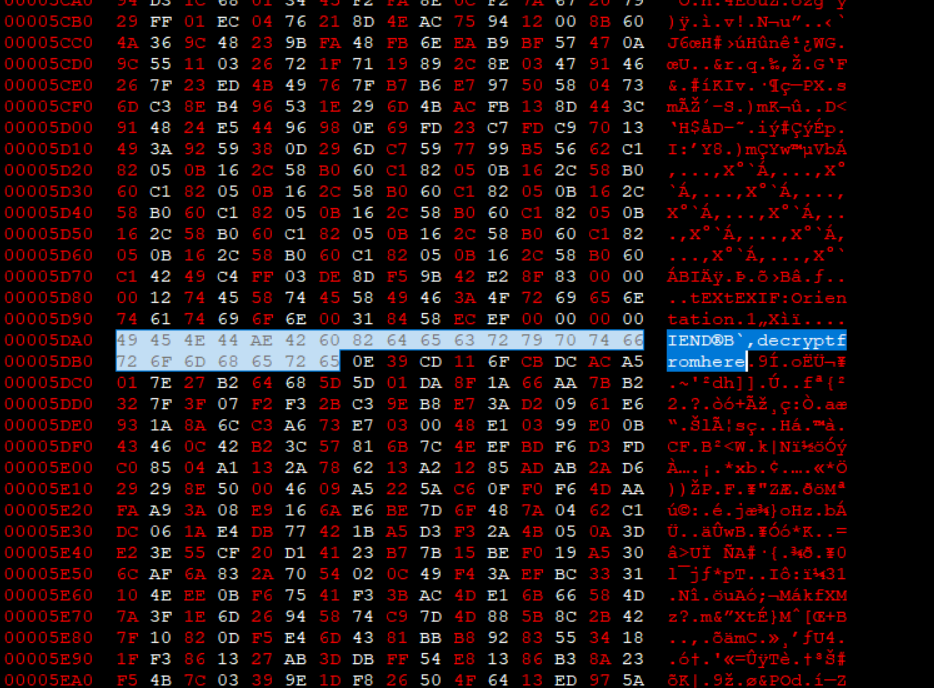 00005CB0 29 FF 01 EC 04 76 21 8D 4E AC 75 94 12 00 8B 60 )ÿ.ì.v!.N¬u”..‹`
00005CC0 4A 36 9C 48 23 9B FA 48 FB 6E EA B9 BF 57 47 0A J6œH#›úHûnê¹¿WG.
00005CD0 9C 55 11 03 26 72 1F 71 19 89 2C 8E 03 47 91 46 œU..&r.q.‰,Ž.G‘F
00005CE0 26 7F 23 ED 4B 49 76 7F B7 B6 E7 97 50 58 04 73 &.#íKIv.·¶ç—PX.s
00005CF0 6D C3 8E B4 96 53 1E 29 6D 4B AC FB 13 8D 44 3C mÃŽ´–S.)mK¬û..D<
00005D00 91 48 24 E5 44 96 98 0E 69 FD 23 C7 FD C9 70 13 ‘H$åD–˜.iý#ÇýÉp.
00005D10 49 3A 92 59 38 0D 29 6D C7 59 77 99 B5 56 62 C1 I:’Y8.)mÇYw™µVbÁ
00005D20 82 05 0B 16 2C 58 B0 60 C1 82 05 0B 16 2C 58 B0 ‚...,X°`Á‚...,X°
00005D30 60 C1 82 05 0B 16 2C 58 B0 60 C1 82 05 0B 16 2C `Á‚...,X°`Á‚...,
00005D40 58 B0 60 C1 82 05 0B 16 2C 58 B0 60 C1 82 05 0B X°`Á‚...,X°`Á‚..
00005D50 16 2C 58 B0 60 C1 82 05 0B 16 2C 58 B0 60 C1 82 .,X°`Á‚...,X°`Á‚
00005D60 05 0B 16 2C 58 B0 60 C1 82 05 0B 16 2C 58 B0 60 ...,X°`Á‚...,X°`
00005D70 C1 42 49 C4 FF 03 DE 8D F5 9B 42 E2 8F 83 00 00 ÁBIÄÿ.Þ.õ›Bâ.ƒ..
00005D80 00 12 74 45 58 74 45 58 49 46 3A 4F 72 69 65 6E ..tEXtEXIF:Orien
00005D90 74 61 74 69 6F 6E 00 31 84 58 EC EF 00 00 00 00 tation.1„Xìï....
00005DA0 49 45 4E 44 AE 42 60 82 64 65 63 72 79 70 74 66 IEND®B`‚decryptf
00005DB0 72 6F 6D 68 65 72 65 0E 39 CD 11 6F CB DC AC A5 romhere.9Í.oËÜ¬¥
00005DC0 01 7E 27 B2 64 68 5D 5D 01 DA 8F 1A 66 AA 7B B2 .~'²dh]].Ú..fª{²
00005DD0 32 7F 3F 07 F2 F3 2B C3 9E B8 E7 3A D2 09 61 E6 2.?.òó+Ãž¸ç:Ò.aæ
00005DE0 93 1A 8A 6C C3 A6 73 E7 03 00 48 E1 03 99 E0 0B “.ŠlÃ¦sç..Há.™à.
00005DF0 43 46 0C 42 B2 3C 57 81 6B 7C 4E EF BD F6 D3 FD CF.B²<W.k|Nï½öÓý
00005E00 C0 85 04 A1 13 2A 78 62 13 A2 12 85 AD AB 2A D6 À….¡.*xb.¢.….«*Ö
00005E10 29 29 8E 50 00 46 09 A5 22 5A C6 0F F0 F6 4D AA ))ŽP.F.¥"ZÆ.ðöMª
00005E20 FA A9 3A 08 E9 16 6A E6 BE 7D 6F 48 7A 04 62 C1 ú©:.é.jæ¾}oHz.bÁ
00005E30 DC 06 1A E4 DB 77 42 1B A5 D3 F3 2A 4B 05 0A 3D Ü..äÛwB.¥Óó*K..=
00005E40 E2 3E 55 CF 20 D1 41 23 B7 7B 15 BE F0 19 A5 30 â>UÏ ÑA#·{.¾ð.¥0
00005E50 6C AF 6A 83 2A 70 54 02 0C 49 F4 3A EF BC 33 31 l¯jƒ*pT..Iô:ï¼31
00005E60 10 4E EE 0B F6 75 41 F3 3B AC 4D E1 6B 66 58 4D .Nî.öuAó;¬MákfXM
00005E70 7A 3F 1E 6D 26 94 58 74 C9 7D 4D 88 5B 8C 2B 42 z?.m&”XtÉ}Mˆ[Œ+B
00005E80 7F 10 82 0D F5 E4 6D 43 81 BB B8 92 83 55 34 18 ..‚.õämC.»¸’ƒU4.
00005E90 1F F3 86 13 27 AB 3D DB FF 54 E8 13 86 B3 8A 23 .ó†.'«=ÛÿTè.†³Š#
00005EA0 F5 4B 7C 03 39 9E 1D F8 26 50 4F 64 13 ED 97 5A õK|.9ž.ø&POd.í—Z